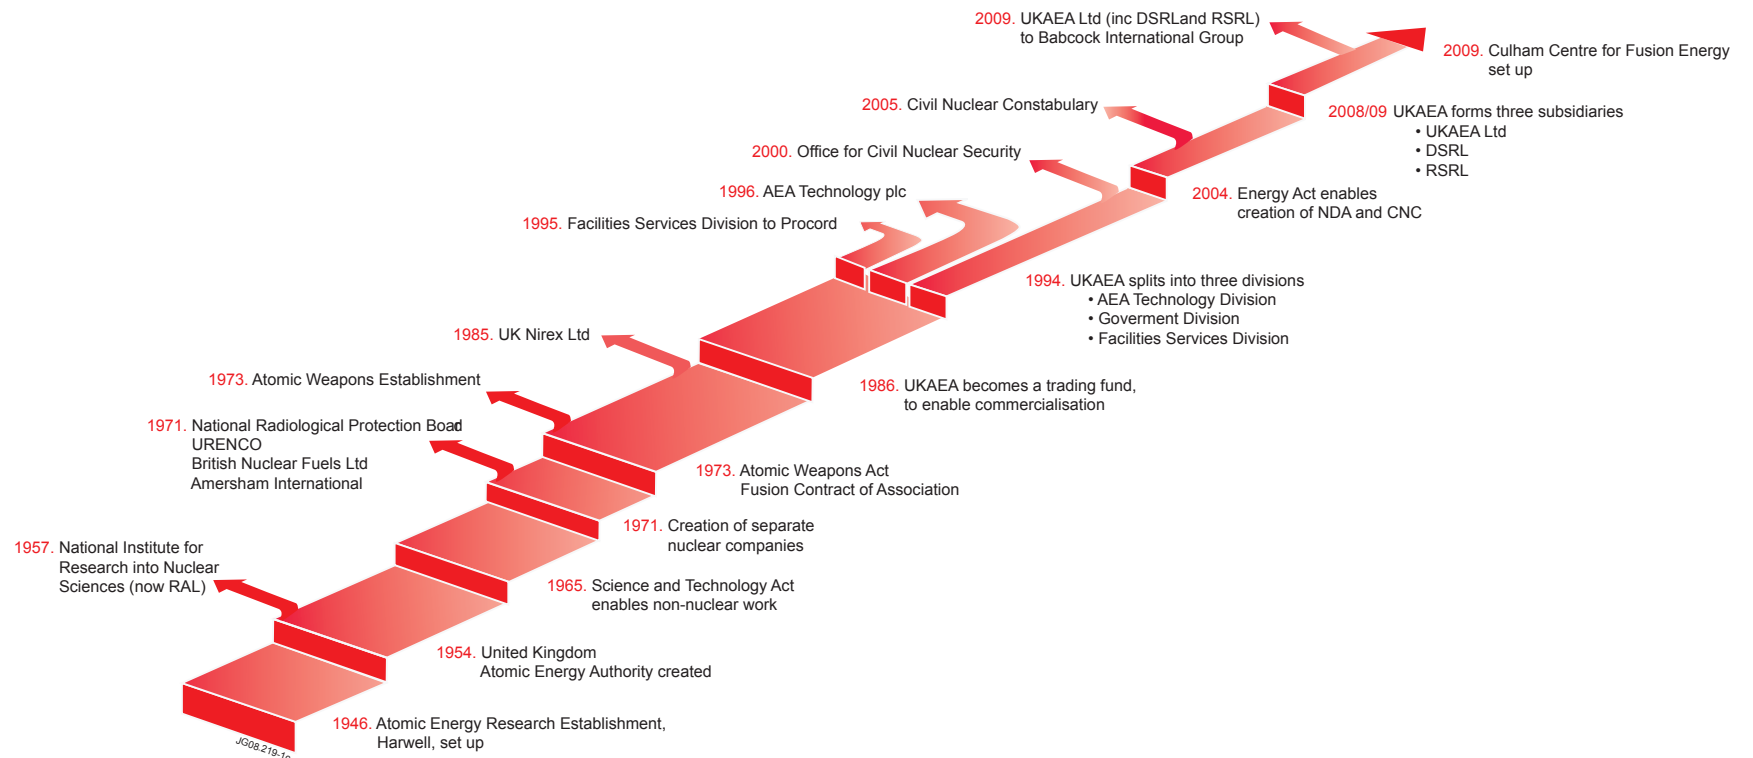 2009. UKAEA Ltd (inc DSRLand RSRL)
to Babcock International Group
2009. Culham Centre for Fusion Energy
set up
2005. Civil Nuclear Constabulary
2008/09 UKAEA forms three subsidiaries
• UKAEA Ltd
• DSRL
• RSRL
2000. Office for Civil Nuclear Security
1996. AEA Technology plc
2004. Energy Act enables
creation of NDA and CNC
1995. Facilities Services Division to Procord
1994. UKAEA splits into three divisions
• AEA Technology Division
• Goverment Division
• Facilities Services Division
1985. UK Nirex Ltd
1973. Atomic Weapons Establishment
1986. UKAEA becomes a trading fund,
to enable commercialisation
1971. National Radiological Protection Board
URENCO
British Nuclear Fuels Ltd
Amersham International
1973. Atomic Weapons Act
Fusion Contract of Association
1971. Creation of separate
nuclear companies
1957. National Institute for
Research into Nuclear
Sciences (now RAL)
1965. Science and Technology Act
enables non-nuclear work
1954. United Kingdom
Atomic Energy Authority created
1946. Atomic Energy Research Establishment,
Harwell, set up